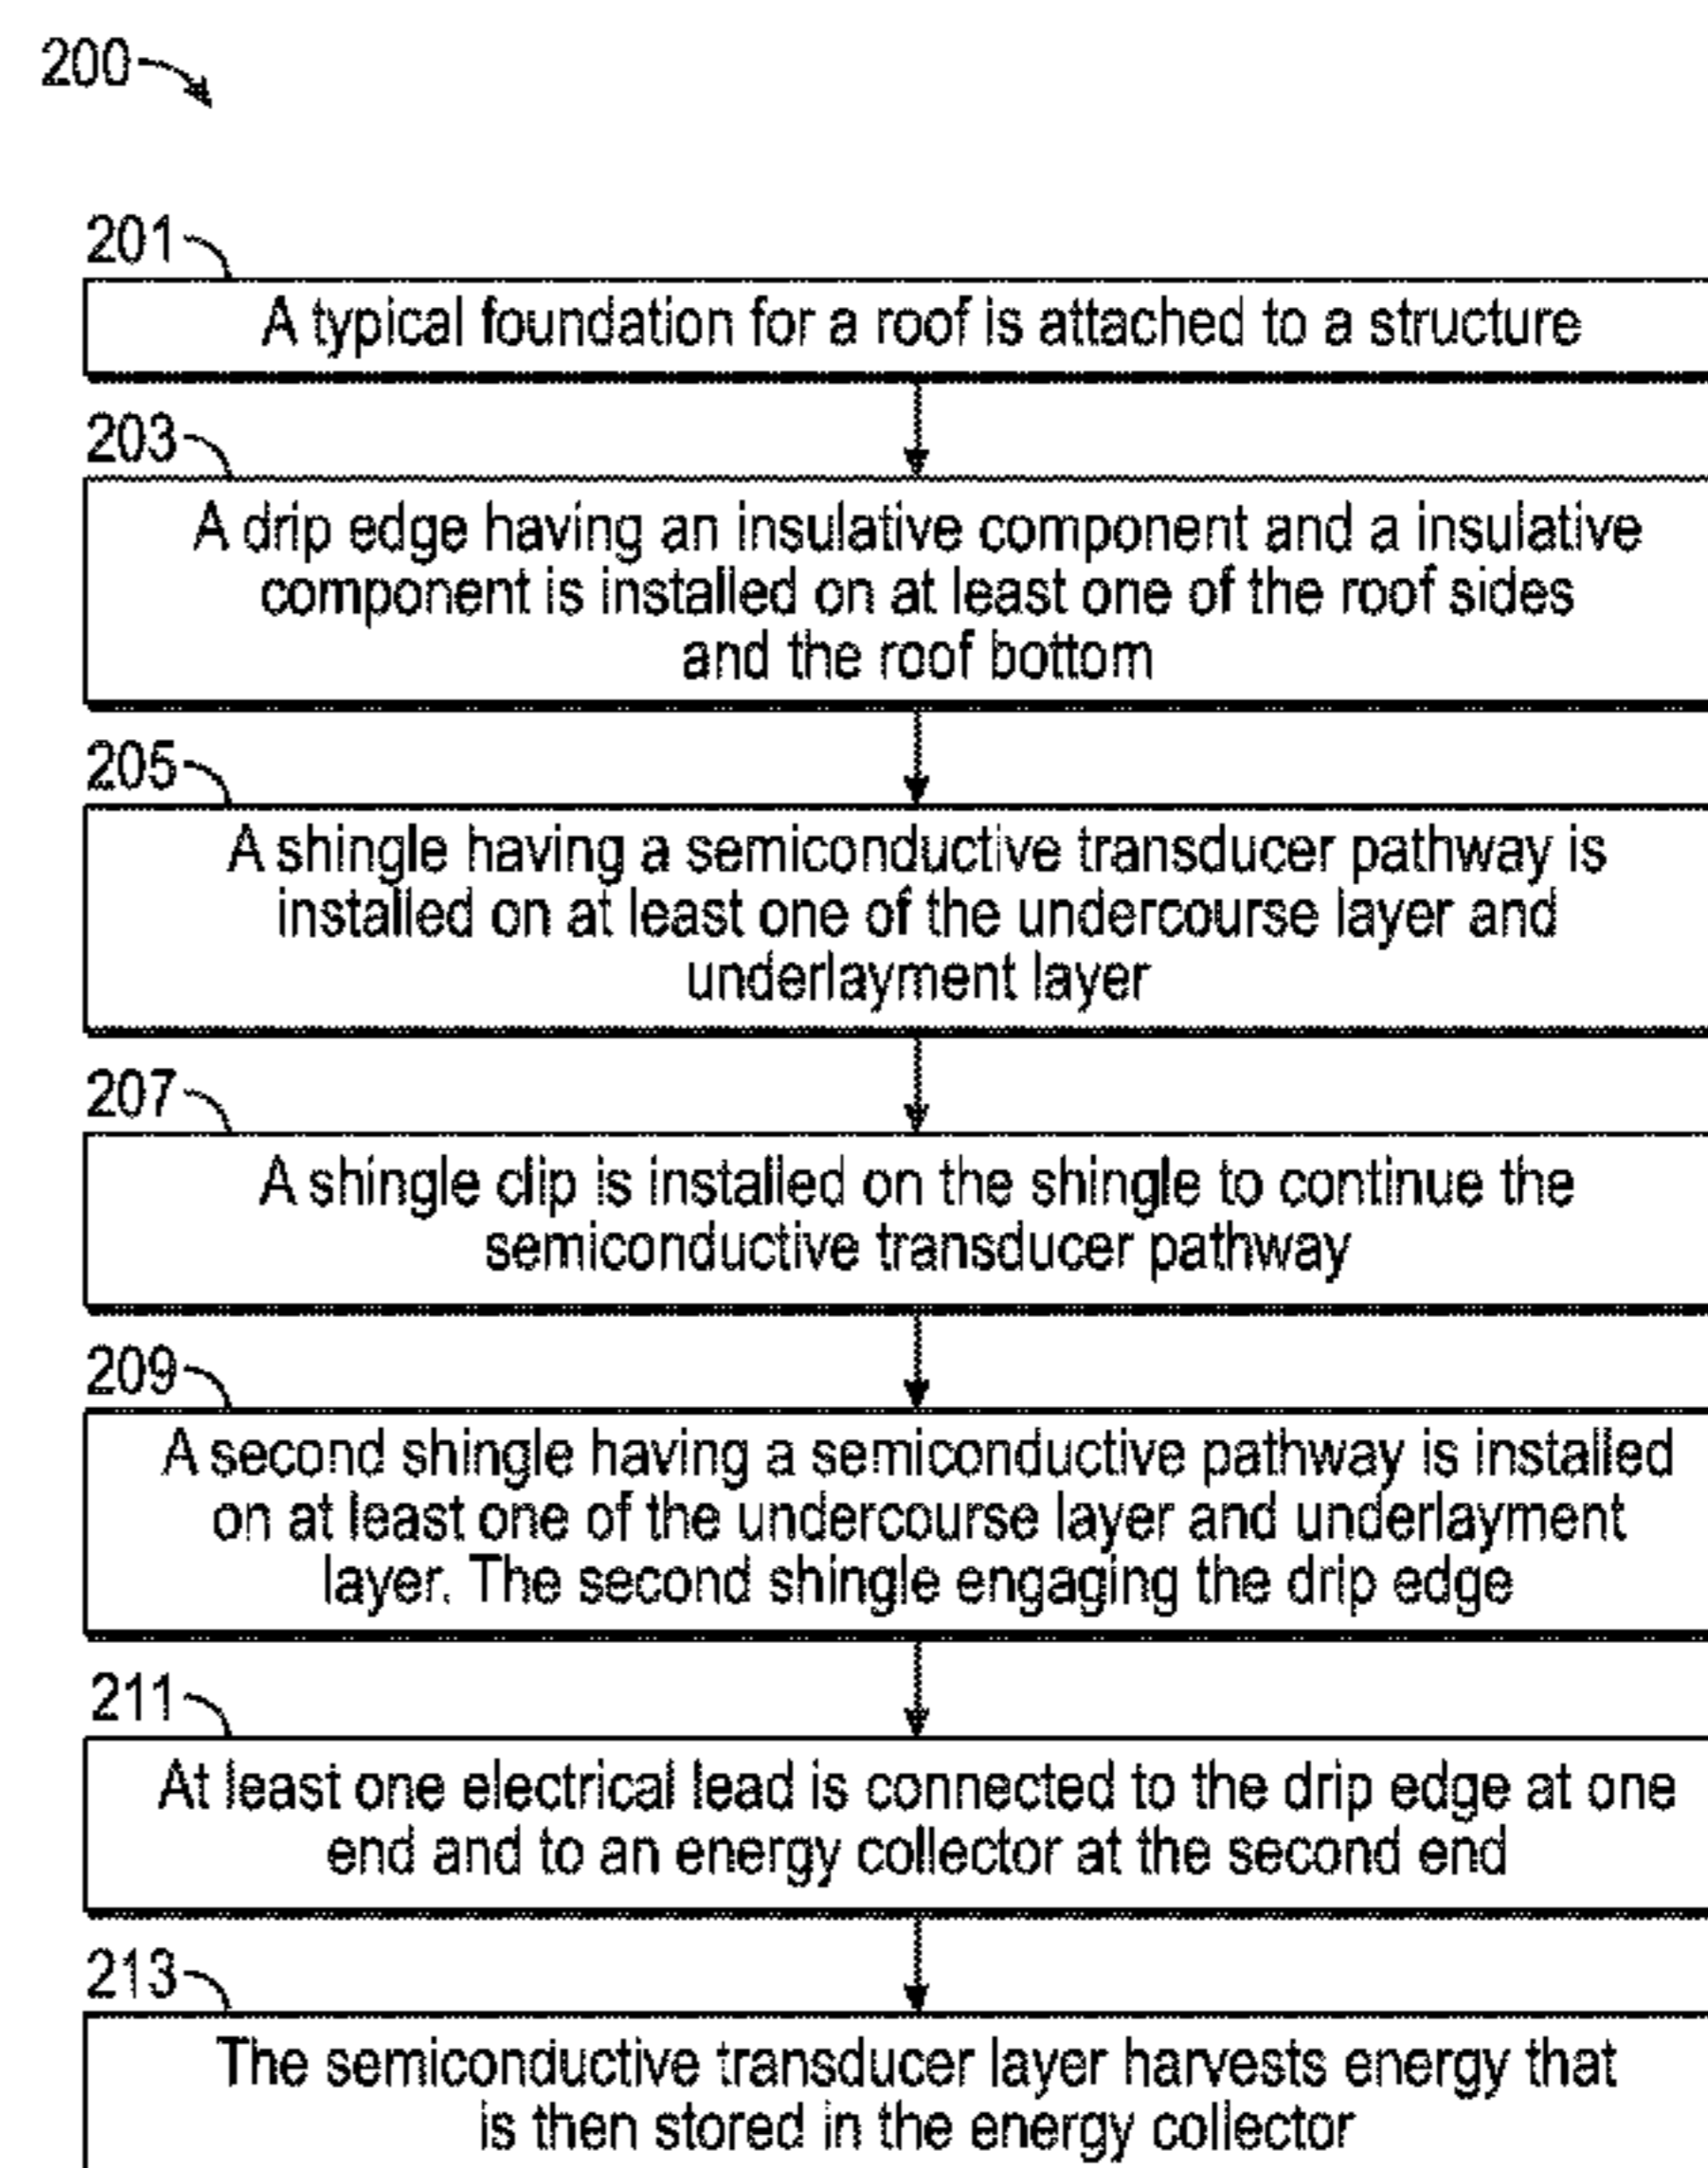 200
201
A typical foundation for a roof is attached to a structure
203
A drip edge having an insulative component and a insulative
component is installed on at least one of the roof sides
and the roof bottom
205
A shingle having a semiconductive transducer pathway is
installed on at least one of the undercourse layer and
underlayment layer
207
A shingle clip is installed on the shingle to continue the
semiconductive transducer pathway
209
A second shingle having a semiconductive pathway is installed
on at least one of the undercourse layer and underlayment
layer. The second shingle engaging the drip edge
211
At least one electrical lead is connected to the drip edge at one
end and to an energy collector at the second end
213
The semiconductive transducer layer harvests energy that
is then stored in the energy collector